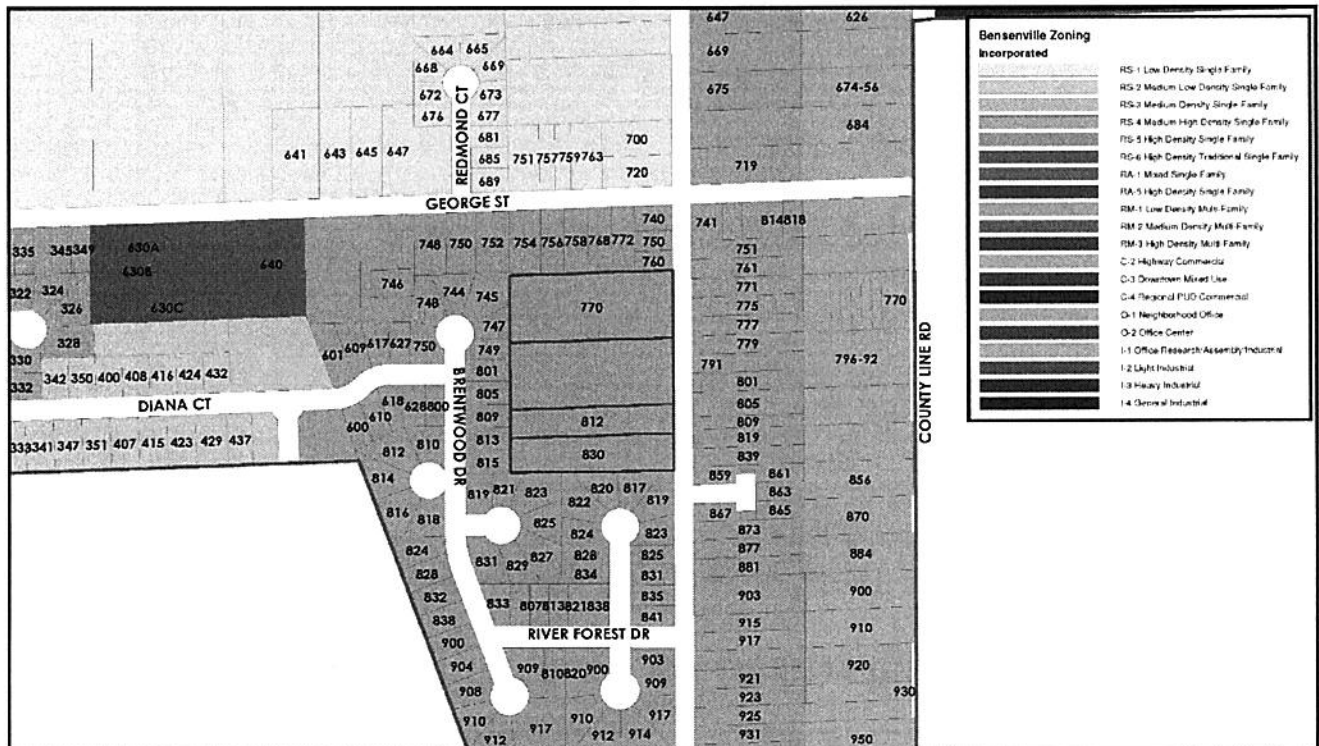 647 626
664 665
668 669 669
672 673 675 674-56
676 677
REDMOND CT
681 684
641 643 645 647 685 751 757 759 763 700
689 720 719
GEORGE ST
740 741 814 818
335 345 349 630A 748 750 752 754 756 758 768 772 750 751
630B 640 760 761
322 324 746 744 745 771 770
326 630C 748 770 775
328 747 777
330 601 609 617 627 750 749 779
332 342 350 400 408 416 424 432 801 791 796-92
801
DIANA CT
BRENTWOOD DR
COUNTY LINE RD
618 628 800 805 805
610 809 812 809
333 341 347 351 407 415 423 429 437 600 810 813 819
812 815 830 839
814 819 821 823 820 817 859 861 856
822 819 863
816 818 825 824 823 867 865 870
873
824 831 829 827 828 825 877 884
828 834 831 881
832 833 807 813 821 838 835 903 900
838 841 915
RIVER FOREST DR
900 917 910
904 909 810 820 900 903 920
908 909 921
923 930
910 917 910 917 925
912 912 914 931 950
Bensenville Zoning
Incorporated
RS-1 Low Density Single Family
RS-2 Medium Low Density Single Family
RS-3 Medium Density Single Family
RS-4 Medium High Density Single Family
RS-5 High Density Single Family
RS-6 High Density Traditional Single Family
RA-1 Mixed Single Family
RA-5 High Density Single Family
RM-1 Low Density Multi-Family
RM-2 Medium Density Multi-Family
RM-3 High Density Multi-Family
C-2 Highway Commercial
C-3 Downtown Mixed Use
C-4 Regional PUD Commercial
O-1 Neighborhood Office
O-2 Office Center
I-1 Office/Research/Assembly/Industrial
I-2 Light Industrial
I-3 Heavy Industrial
I-4 General Industrial